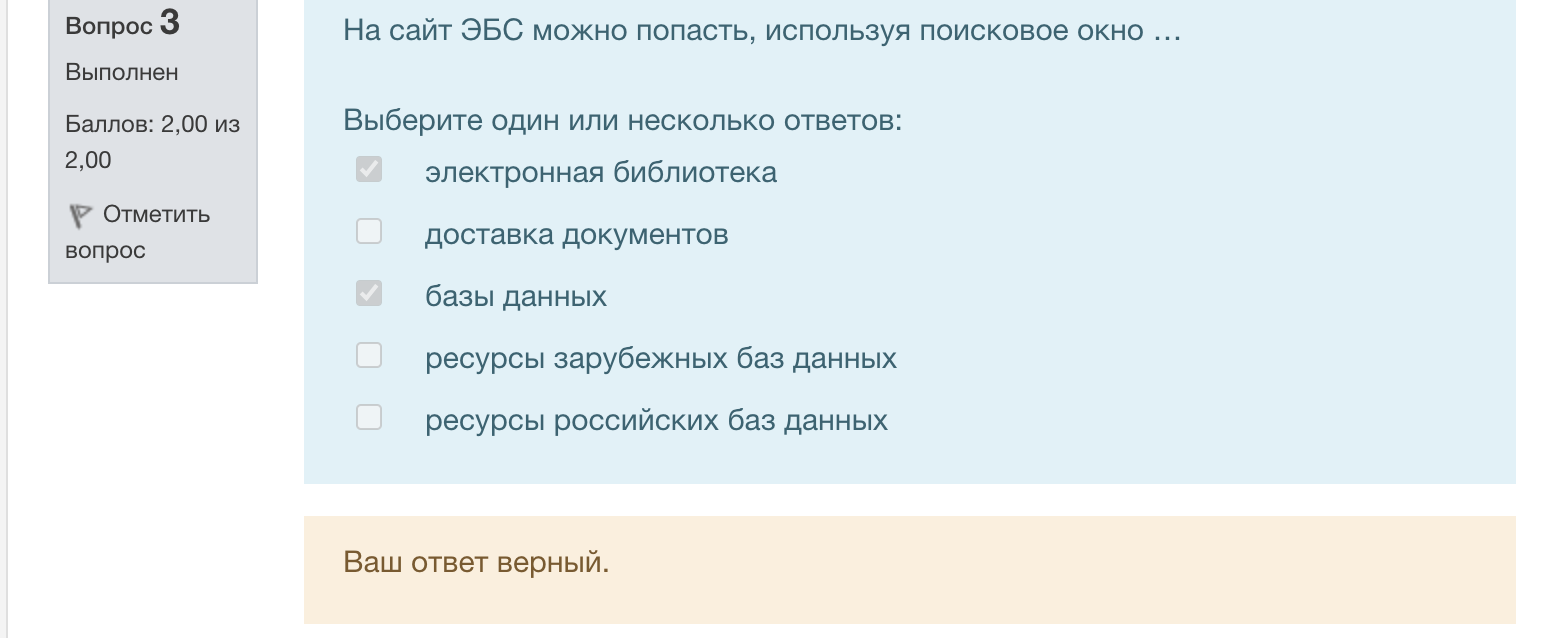 Вопрос 3
Выполнен
Баллов: 2,00 из
2,00
Отметить
вопрос
На сайт ЭБС можно попасть, используя поисковое окно …
Выберите один или несколько ответов:
электронная библиотека
доставка документов
базы данных
ресурсы зарубежных баз данных
ресурсы российских баз данных
Ваш ответ верный.